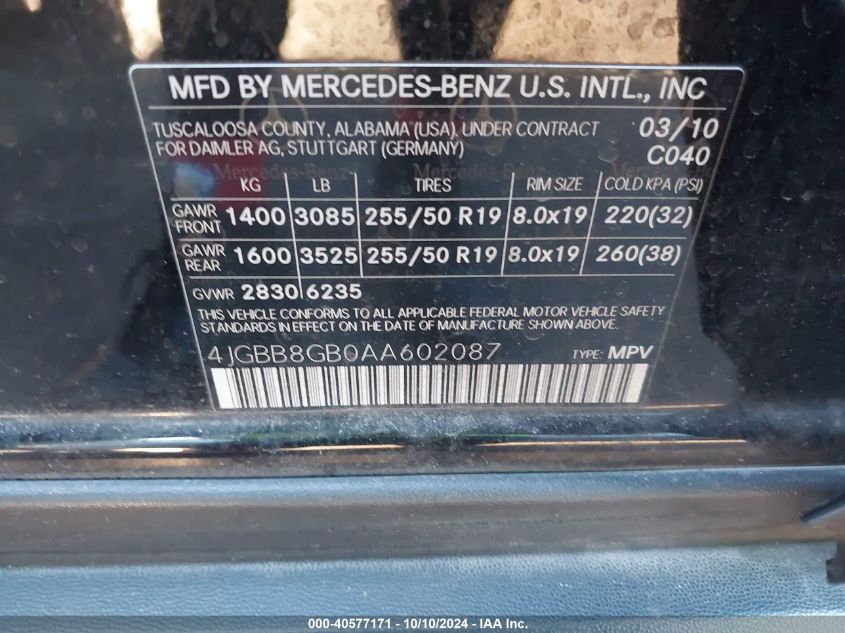 MFD BY MERCEDES-BENZ U.S. INTL., INC
TUSCALOOSA COUNTY, ALABAMA (USA), UNDER CONTRACT 03/10
FOR DAIMLER AG, STUTTGART (GERMANY) C040
Mercedes-Benz Mercedes-Benz
KG LB TIRES RIM SIZE COLD KPA (PSI)
GAWR FRONT 1400 3085 255/50 R19 8.0x19 220(32)
GAWR REAR 1600 3525 255/50 R19 8.0x19 260(38)
GVWR 2830 6235
THIS VEHICLE CONFORMS TO ALL APPLICABLE FEDERAL MOTOR VEHICLE SAFETY
STANDARDS IN EFFECT ON THE DATE OF MANUFACTURE SHOWN ABOVE.
4JGBB8GB0AA602087 TYPE: MPV
000-40577171 - 10/10/2024 - IAA Inc.